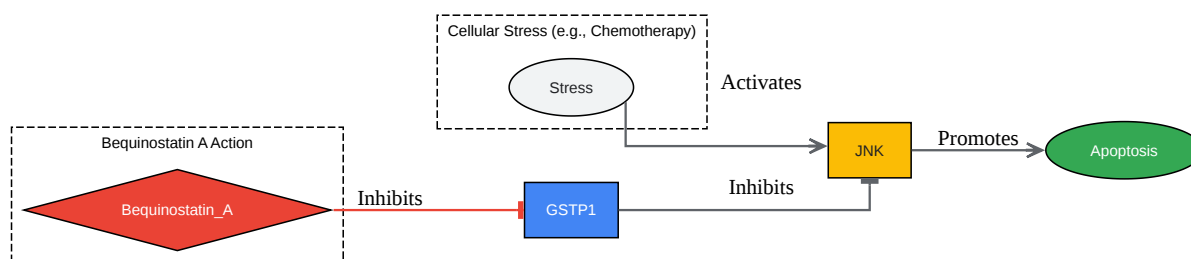 Cellular Stress (e.g., Chemotherapy)
Stress
Activates
Bequinostatin A Action
JNK
Promotes
Apoptosis
Bequinostatin_A
Inhibits
GSTP1
Inhibits